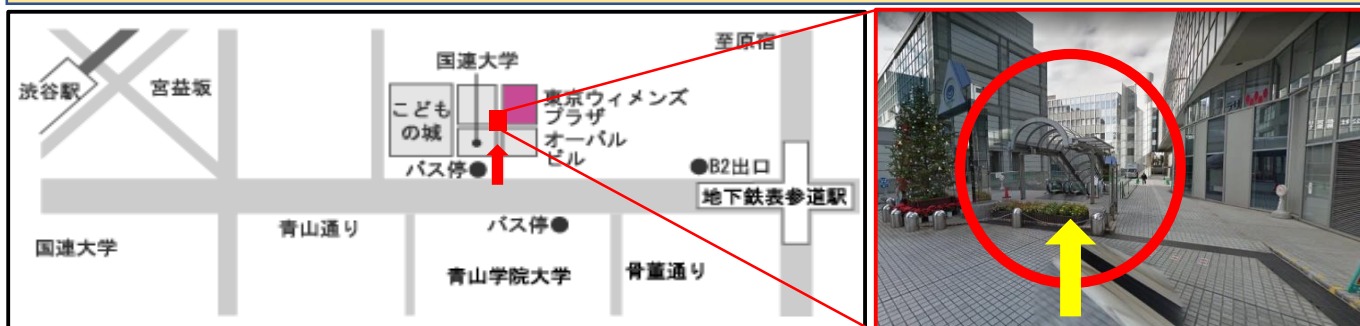 至原宿
国連大学
渋谷駅
宮益坂
こども
の城
東京ウィメンズ
プラザ
オーバル
ビル
バス停●
●B2出口
地下鉄表参道駅
青山通り
バス停●
国連大学
青山学院大学
骨董通り